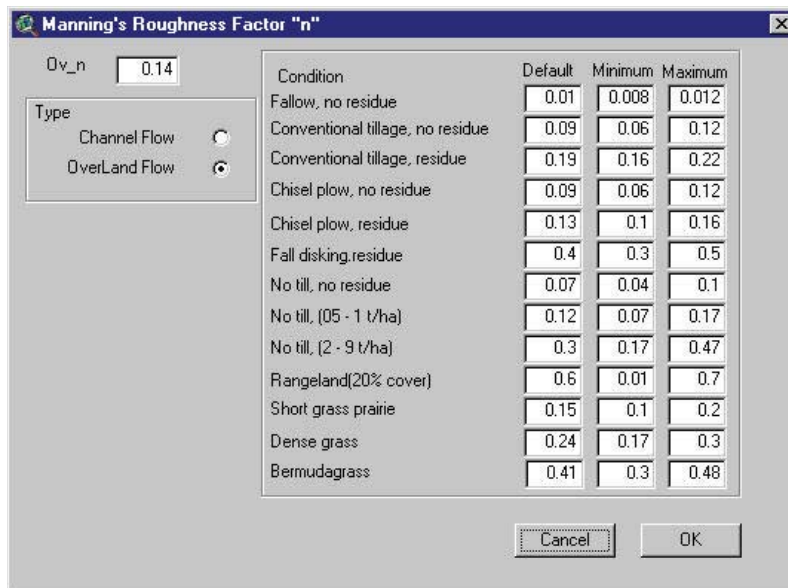 Manning's Roughness Factor "n"
Ov_n 0.14
Type
Channel Flow
OverLand Flow
Condition Default Minimum Maximum
Fallow, no residue 0.01 0.008 0.012
Conventional tillage, no residue 0.09 0.06 0.12
Conventional tillage, residue 0.19 0.16 0.22
Chisel plow, no residue 0.09 0.06 0.12
Chisel plow, residue 0.13 0.1 0.16
Fall disking.residue 0.4 0.3 0.5
No till, no residue 0.07 0.04 0.1
No till, (05 - 1 t/ha) 0.12 0.07 0.17
No till, (2 - 9 t/ha) 0.3 0.17 0.47
Rangeland(20% cover) 0.6 0.01 0.7
Short grass prairie 0.15 0.1 0.2
Dense grass 0.24 0.17 0.3
Bermudagrass 0.41 0.3 0.48
Cancel OK